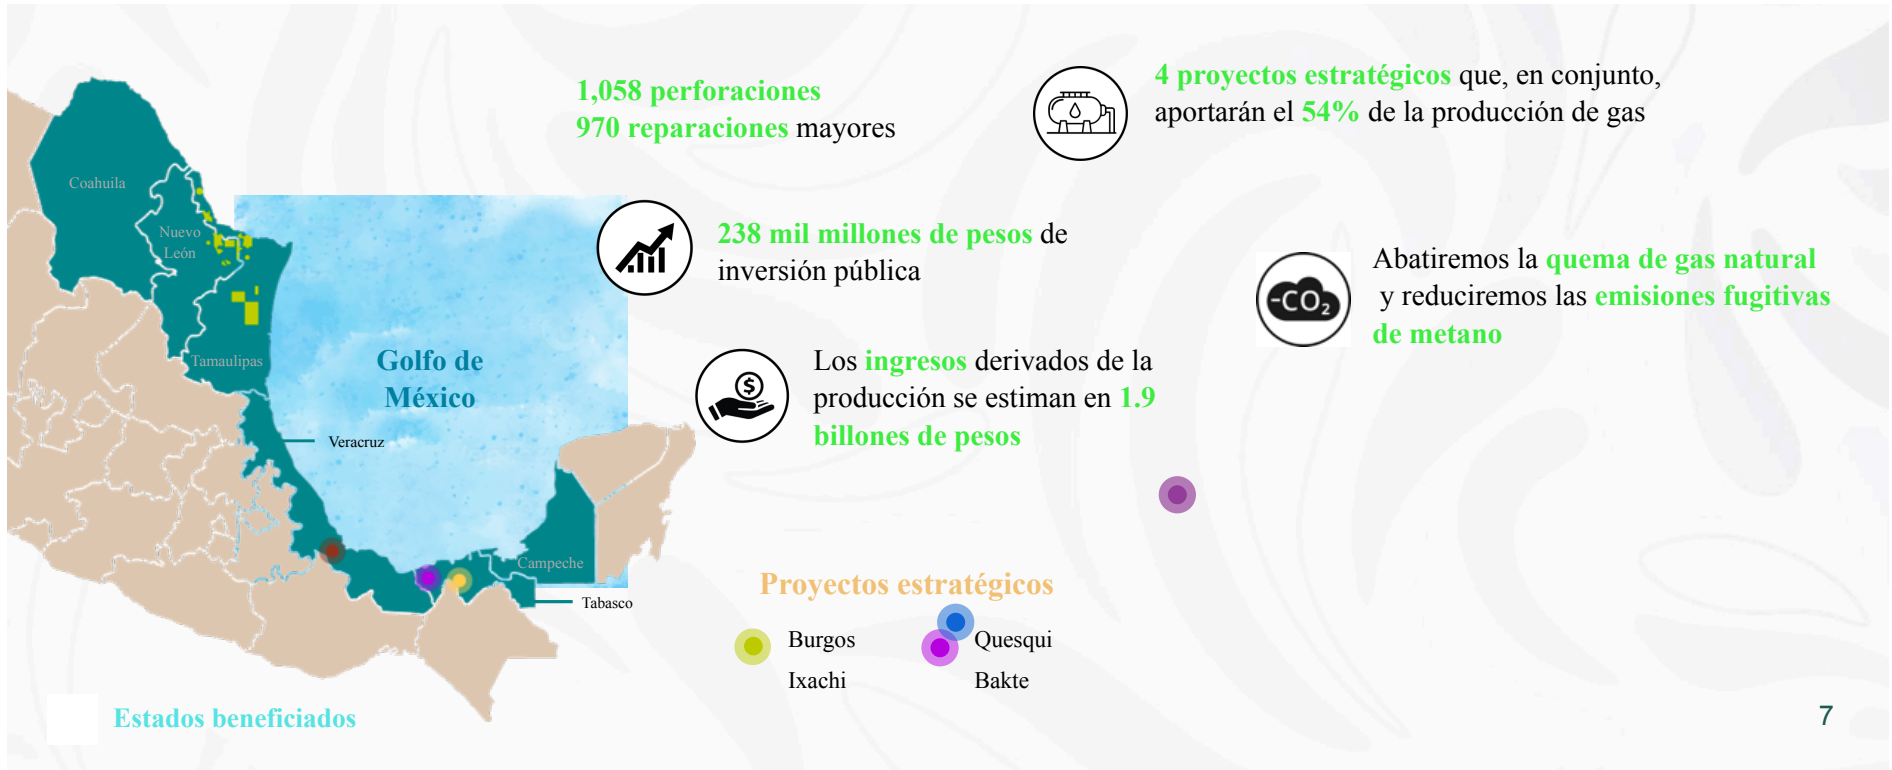 1,058 perforaciones
970 reparaciones mayores
4 proyectos estratégicos que, en conjunto,
aportarán el 54% de la producción de gas
238 mil millones de pesos de
inversión pública
-CO₂
Abatiremos la quema de gas natural
y reduciremos las emisiones fugitivas
de metano
$
Los ingresos derivados de la
producción se estiman en 1.9
billones de pesos
Coahuila
Nuevo
León
Tamaulipas
Golfo de
México
Veracruz
Campeche
Tabasco
Proyectos estratégicos
Burgos
Quesqui
Ixachi
Bakte
Estados beneficiados
7